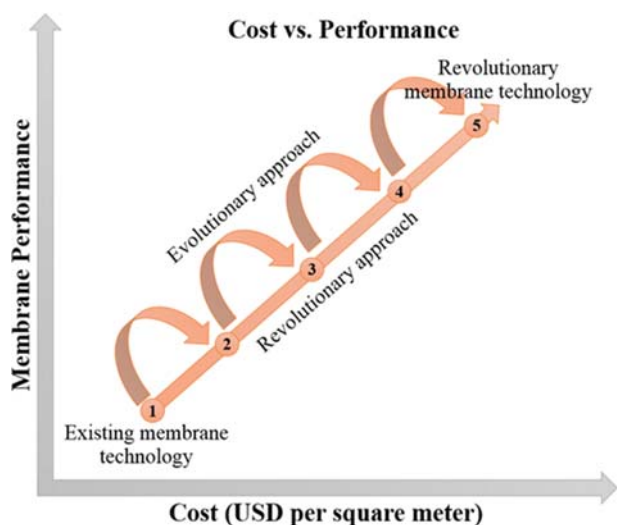 Cost vs. Performance
Revolutionary
membrane technology
5
4
Evolutionary approach
3
Revolutionary approach
2
1
Existing membrane
technology
Membrane Performance
Cost (USD per square meter)